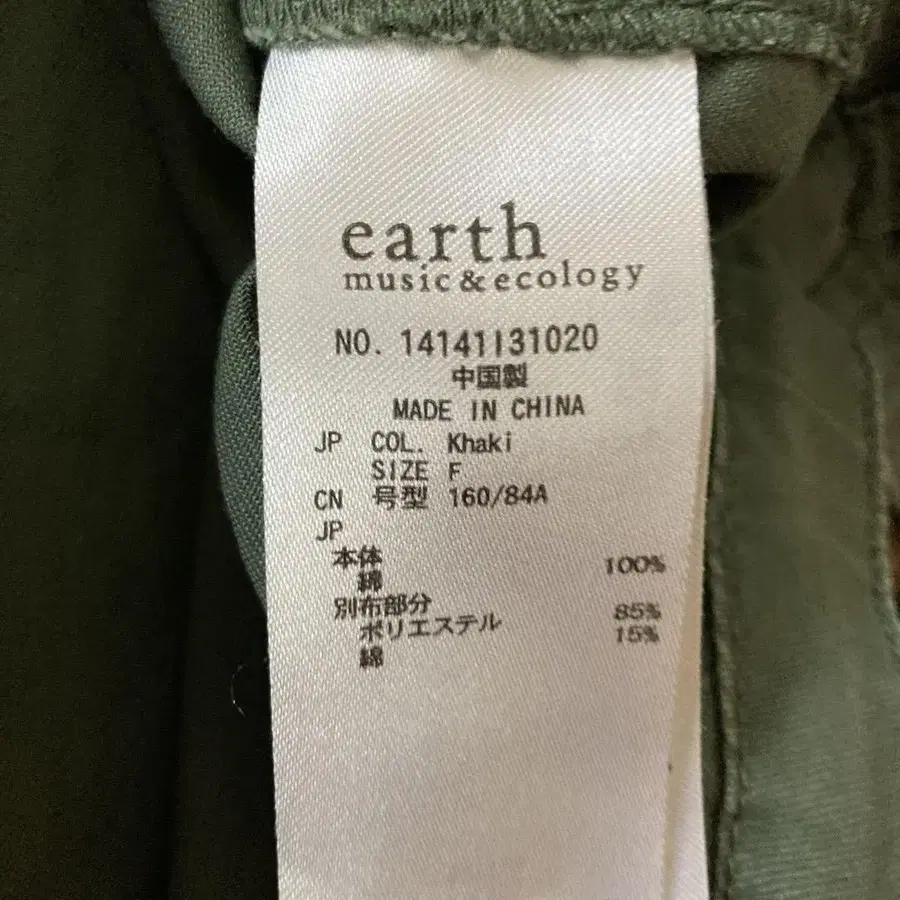 earth
music&ecology
NO. 14141131020
中国製
MADE IN CHINA
JP COL. Khaki
SIZE F
CN 号型 160/84A
JP
本体
綿 100%
別布部分
ポリエステル 85%
綿 15%